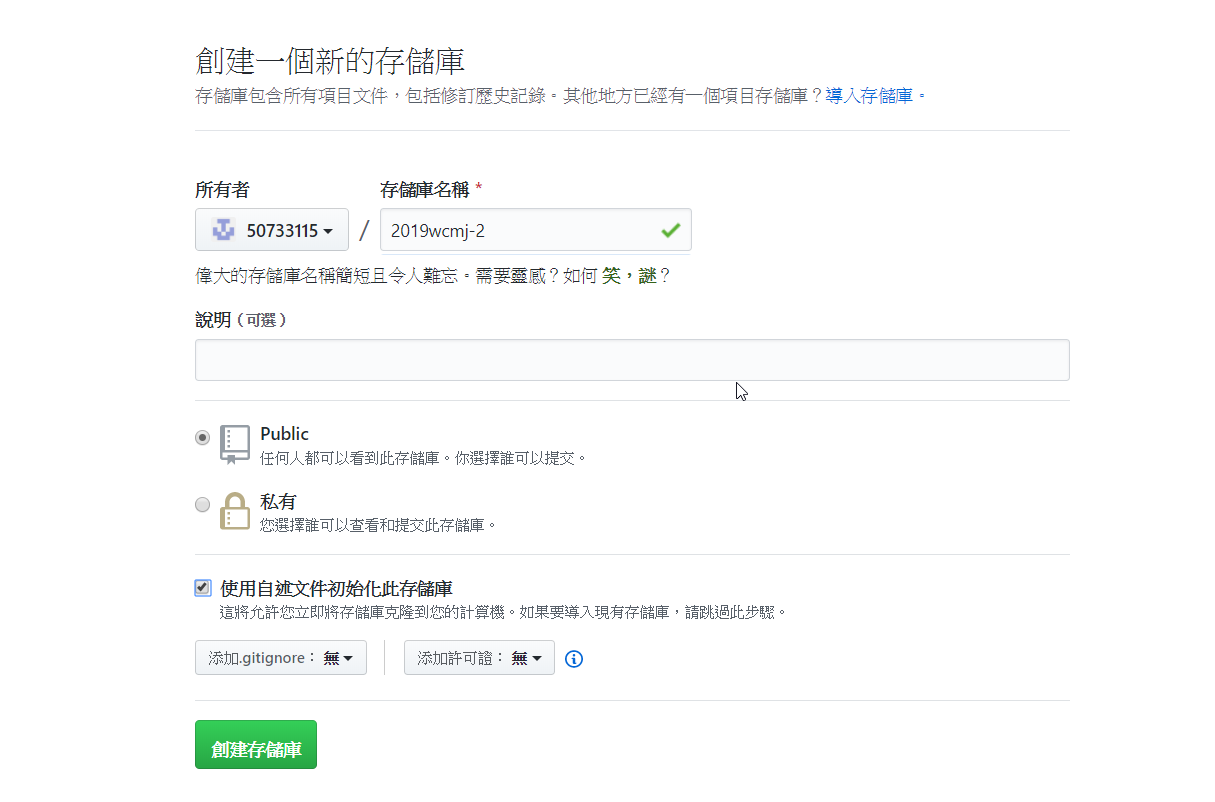 創建一個新的存儲庫
存儲庫包含所有項目文件，包括修訂歷史記錄。其他地方已經有一個項目存儲庫？導入存儲庫。
所有者
存儲庫名稱 *
50733115
/
2019wcmj-2
偉大的存儲庫名稱簡短且令人難忘。需要靈感？如何 笑，謎？
說明（可選）
Public
任何人都可以看到此存儲庫。你選擇誰可以提交。
私有
您選擇誰可以查看和提交此存儲庫。
使用自述文件初始化此存儲庫
這將允許您立即將存儲庫克隆到您的計算機。如果要導入現有存儲庫，請跳過此步驟。
添加.gitignore： 無
添加許可證： 無
創建存儲庫